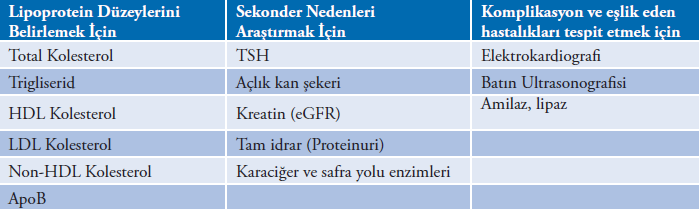 Lipoprotein Düzeylerini Belirlemek İçin | Sekonder Nedenleri Araştırmak İçin | Komplikasyon ve eşlik eden hastalıkları tespit etmek için
Total Kolesterol | TSH | Elektrokardiyografi
Trigliserid | Açlık kan şekeri | Batın Ultrasonografisi
HDL Kolesterol | Kreatin (eGFR) | Amilaz, lipaz
LDL Kolesterol | Tam idrar (Proteinuri)
Non-HDL Kolesterol | Karaciğer ve safra yolu enzimleri
ApoB